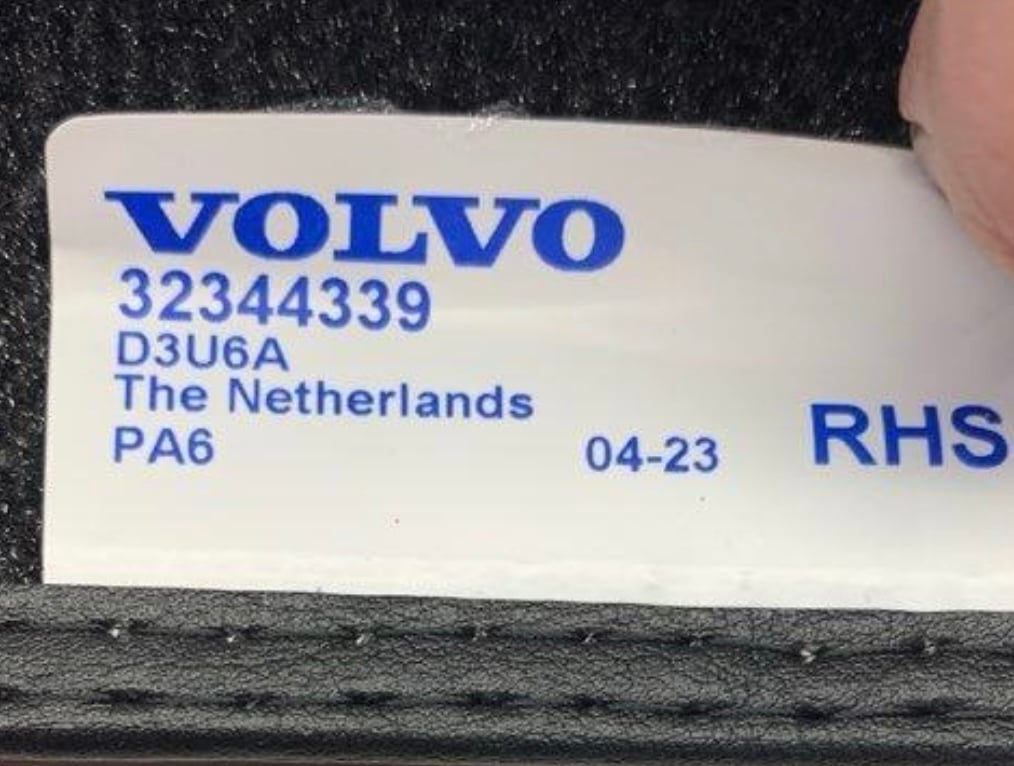 VOLVO
32344339
D3U6A
The Netherlands
PA6 04-23 RHS